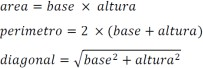 area = base × altura
perimetro = 2 × (base + altura)
diagonal = √(base² + altura²)